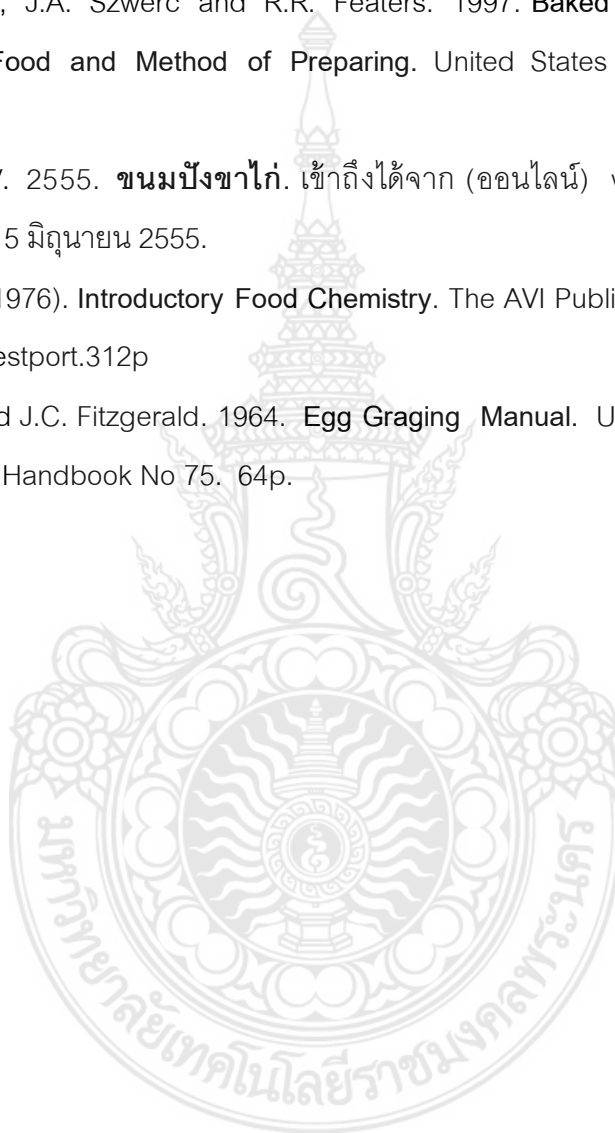 , J.A. Szwerc and R.R. Featers. 1997. Baked
Food and Method of Preparing. United States
. 2555. ขนมปังขาไก่. เข้าถึงได้จาก (ออนไลน์)
5 มิถุนายน 2555.
1976). Introductory Food Chemistry. The AVI Publi
estport.312p
d J.C. Fitzgerald. 1964. Egg Graging Manual. U
Handbook No 75. 64p.
มหาวิทยาลัยเทคโนโลยีราชมงคลพระนคร